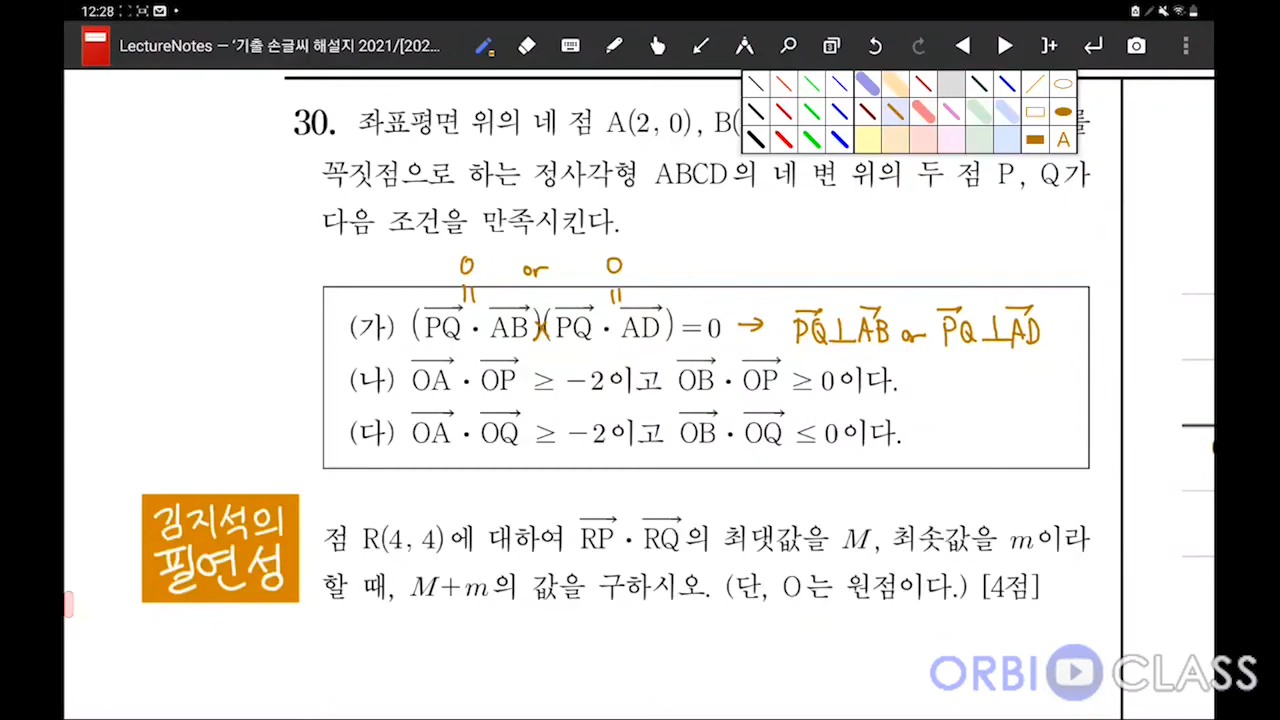 12:28
LectureNotes — ‘기출 손글씨 해설지 2021/[202...
30. 좌표평면 위의 네 점 A(2, 0), B( 를
꼭짓점으로 하는 정사각형 ABCD의 네 변 위의 두 점 P, Q가
다음 조건을 만족시킨다.
0 or 0
(가) (PQ · AB)(PQ · AD) = 0 → PQ⊥AB or PQ⊥AD
(나) OA · OP ≥ −2이고 OB · OP ≥ 0이다.
(다) OA · OQ ≥ −2이고 OB · OQ ≤ 0이다.
김지석의
필연성
점 R(4, 4)에 대하여 RP · RQ의 최댓값을 M, 최솟값을 m이라
할 때, M+m의 값을 구하시오. (단, O는 원점이다.) [4점]
ORBI CLASS